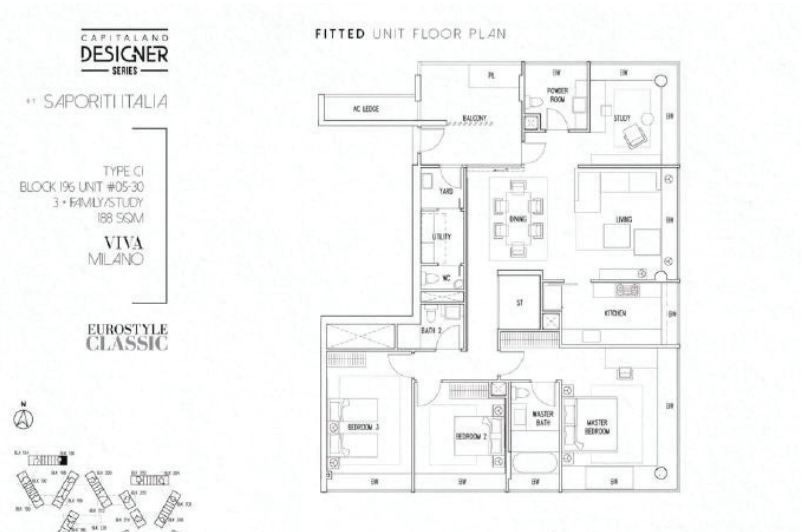 CAPITALAND
DESIGNER
SERIES
BY SAPORITI ITALIA
TYPE C1
BLOCK 196 UNIT #05-30
3 + FAMILY/STUDY
188 SQM
VIVA
MILANO
EUROSTYLE
CLASSIC
N
FITTED UNIT FLOOR PLAN
AC LEDGE
BALCONY
BW
POWDER
ROOM
BW
STUDY
BW
YARD
DINING
LIVING
BW
UTILITY
WC
ST
KITCHEN
BW
BATH 2
BEDROOM 3
BEDROOM 2
MASTER
BATH
MASTER
BEDROOM
BW
BW
BW
BW
BW